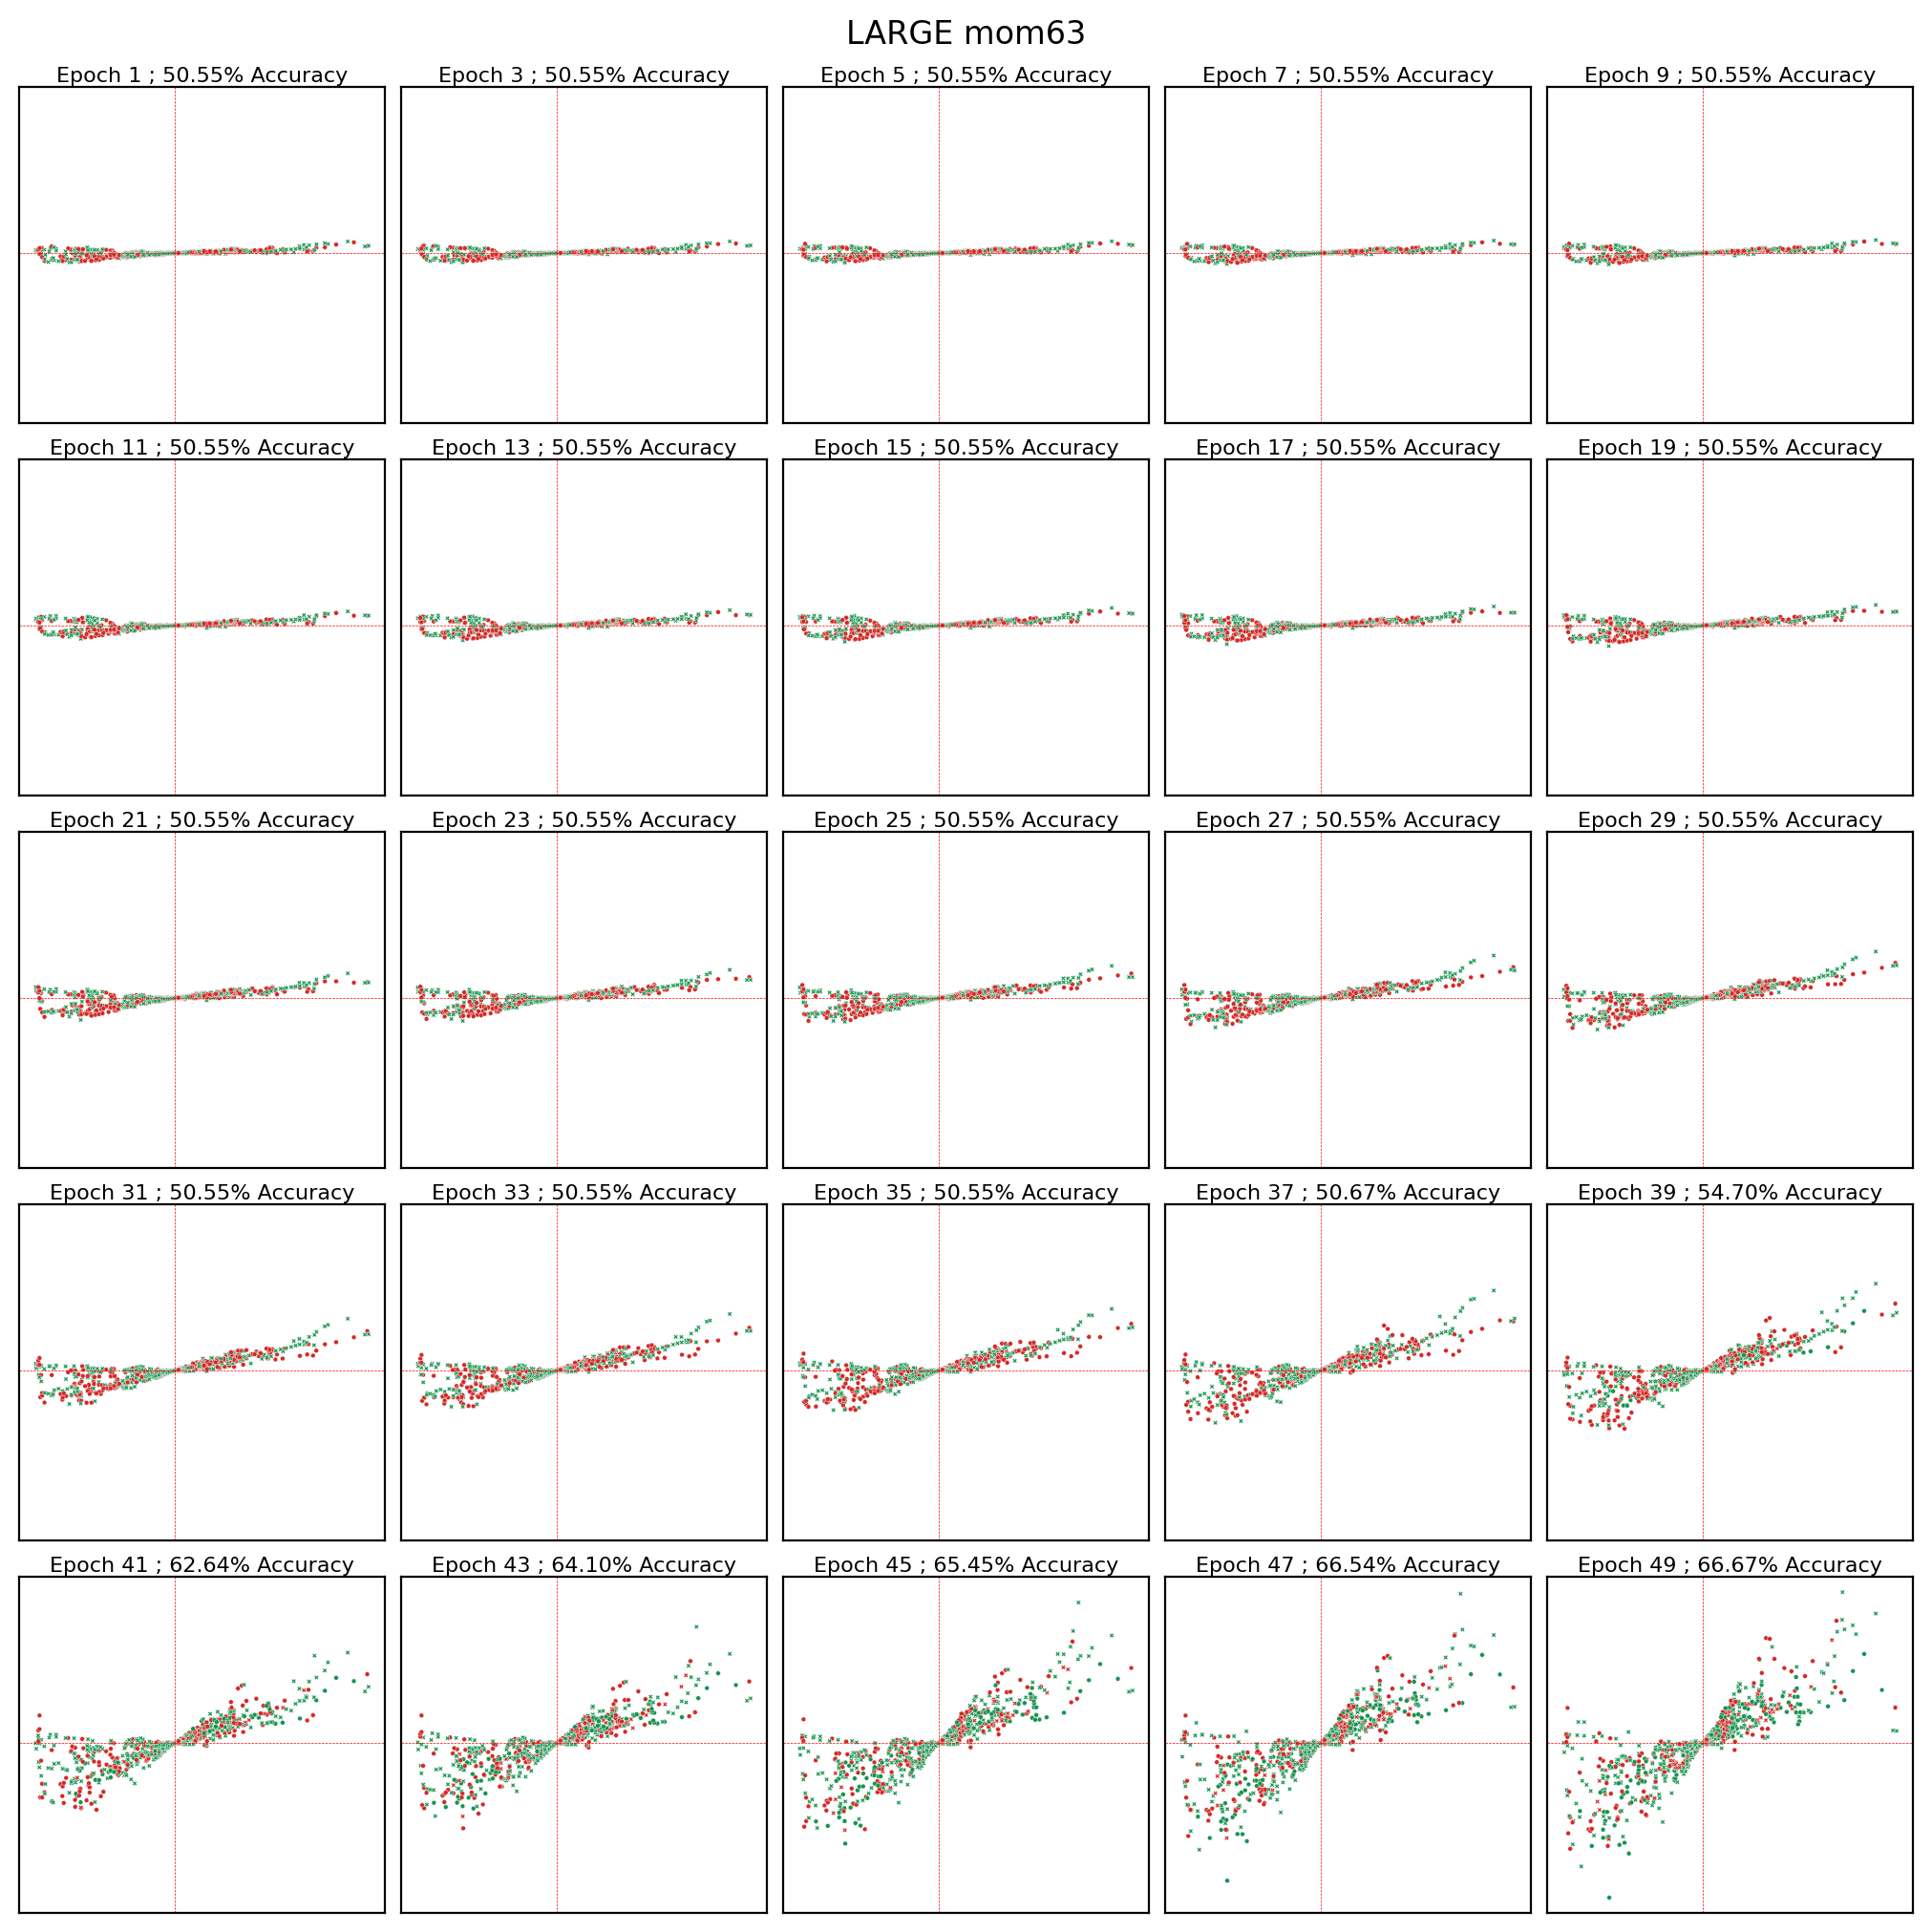 LARGE mom63
Epoch 1 ; 50.55% Accuracy
Epoch 3 ; 50.55% Accuracy
Epoch 5 ; 50.55% Accuracy
Epoch 7 ; 50.55% Accuracy
Epoch 9 ; 50.55% Accuracy
Epoch 11 ; 50.55% Accuracy
Epoch 13 ; 50.55% Accuracy
Epoch 15 ; 50.55% Accuracy
Epoch 17 ; 50.55% Accuracy
Epoch 19 ; 50.55% Accuracy
Epoch 21 ; 50.55% Accuracy
Epoch 23 ; 50.55% Accuracy
Epoch 25 ; 50.55% Accuracy
Epoch 27 ; 50.55% Accuracy
Epoch 29 ; 50.55% Accuracy
Epoch 31 ; 50.55% Accuracy
Epoch 33 ; 50.55% Accuracy
Epoch 35 ; 50.55% Accuracy
Epoch 37 ; 50.67% Accuracy
Epoch 39 ; 54.70% Accuracy
Epoch 41 ; 62.64% Accuracy
Epoch 43 ; 64.10% Accuracy
Epoch 45 ; 65.45% Accuracy
Epoch 47 ; 66.54% Accuracy
Epoch 49 ; 66.67% Accuracy